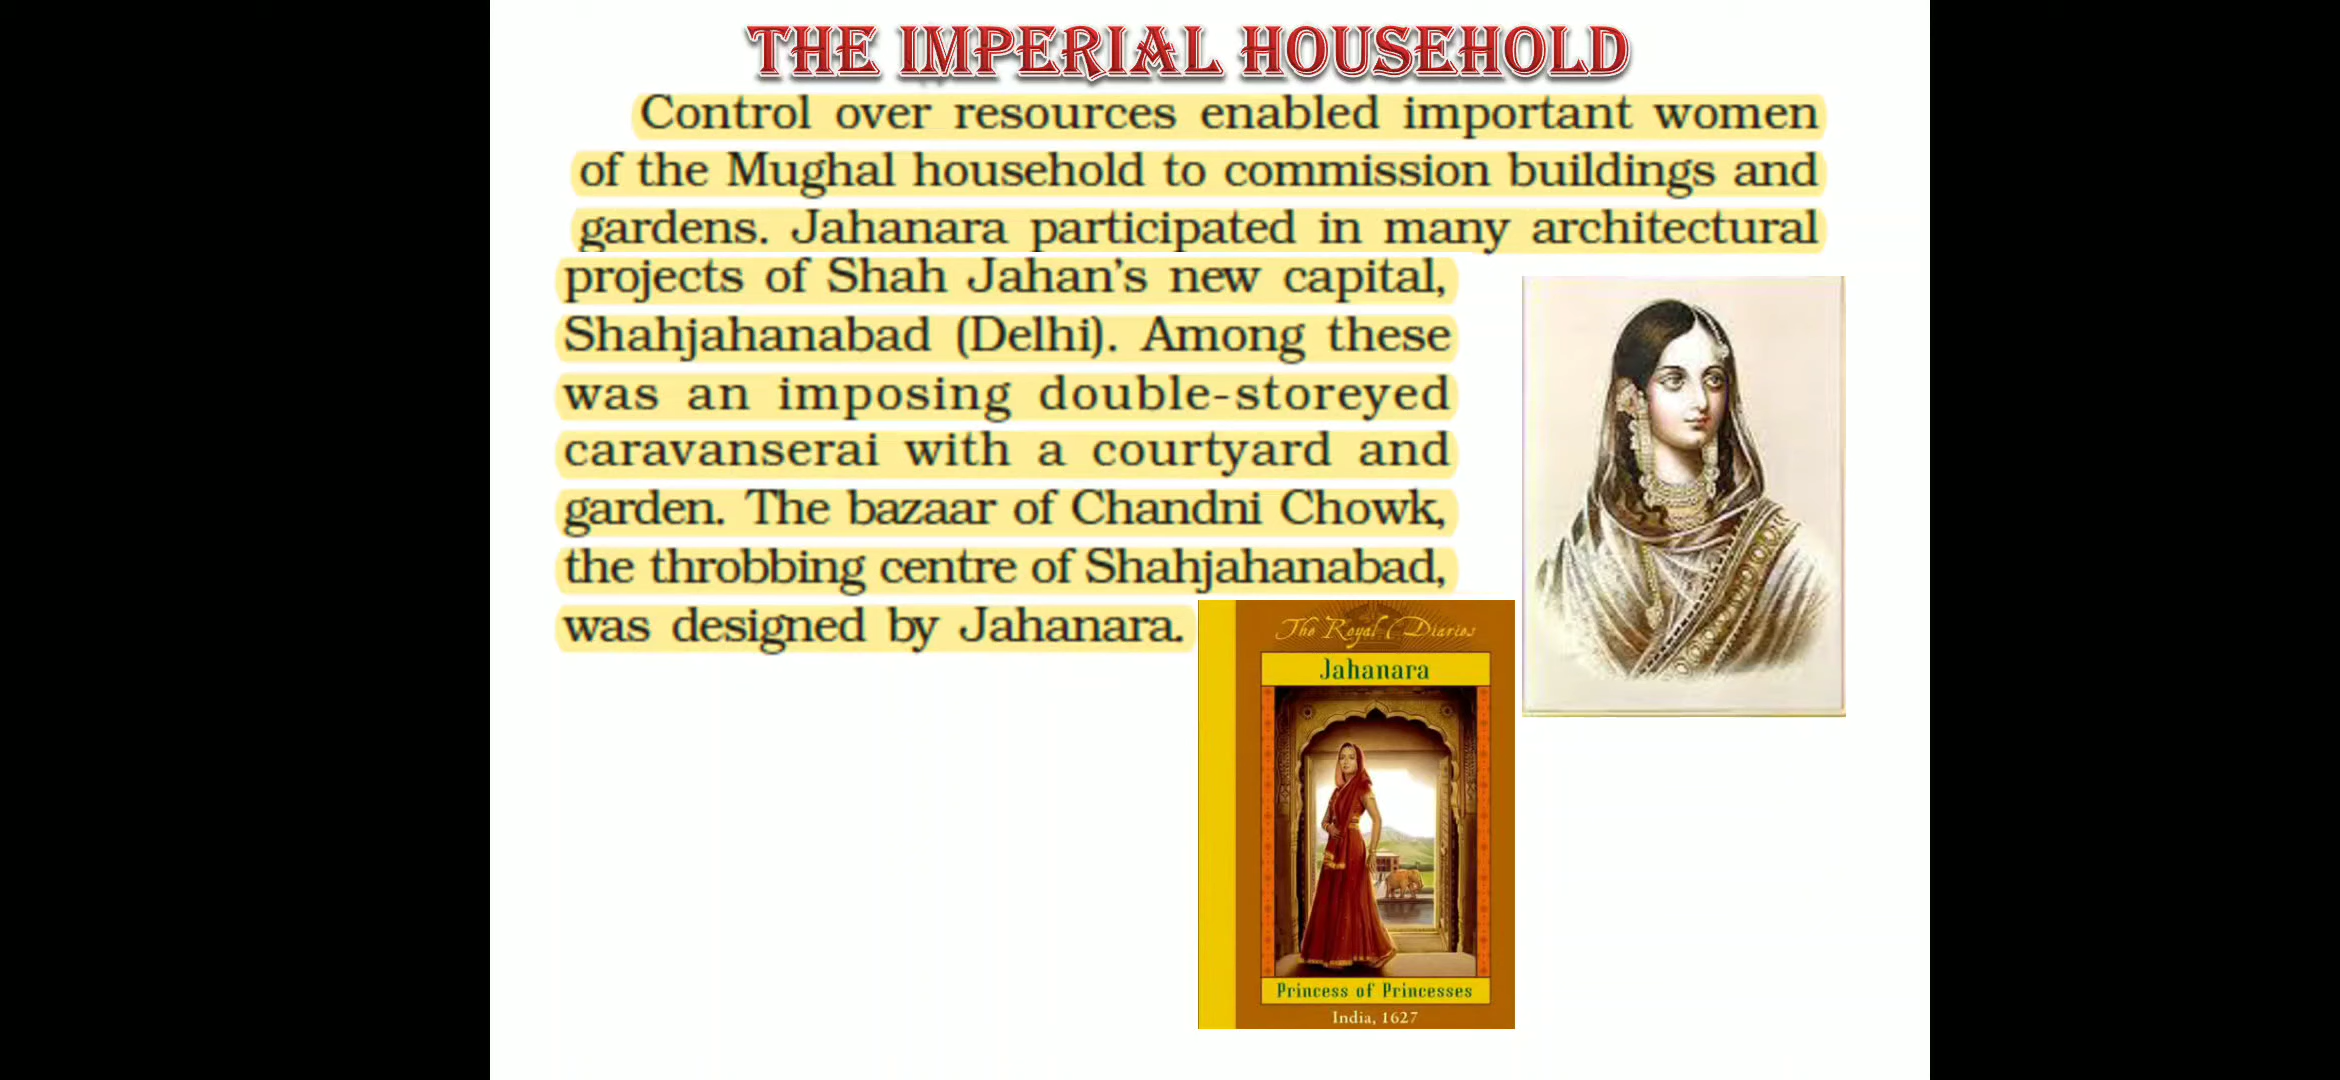 THE IMPERIAL HOUSEHOLD
Control over resources enabled important women
of the Mughal household to commission buildings and
gardens. Jahanara participated in many architectural
projects of Shah Jahan's new capital,
Shahjahanabad (Delhi). Among these
was an imposing double-storeyed
caravanserai with a courtyard and
garden. The bazaar of Chandni Chowk,
the throbbing centre of Shahjahanabad,
was designed by Jahanara.
The Royal Diaries
Jahanara
Princess of Princesses
India, 1627